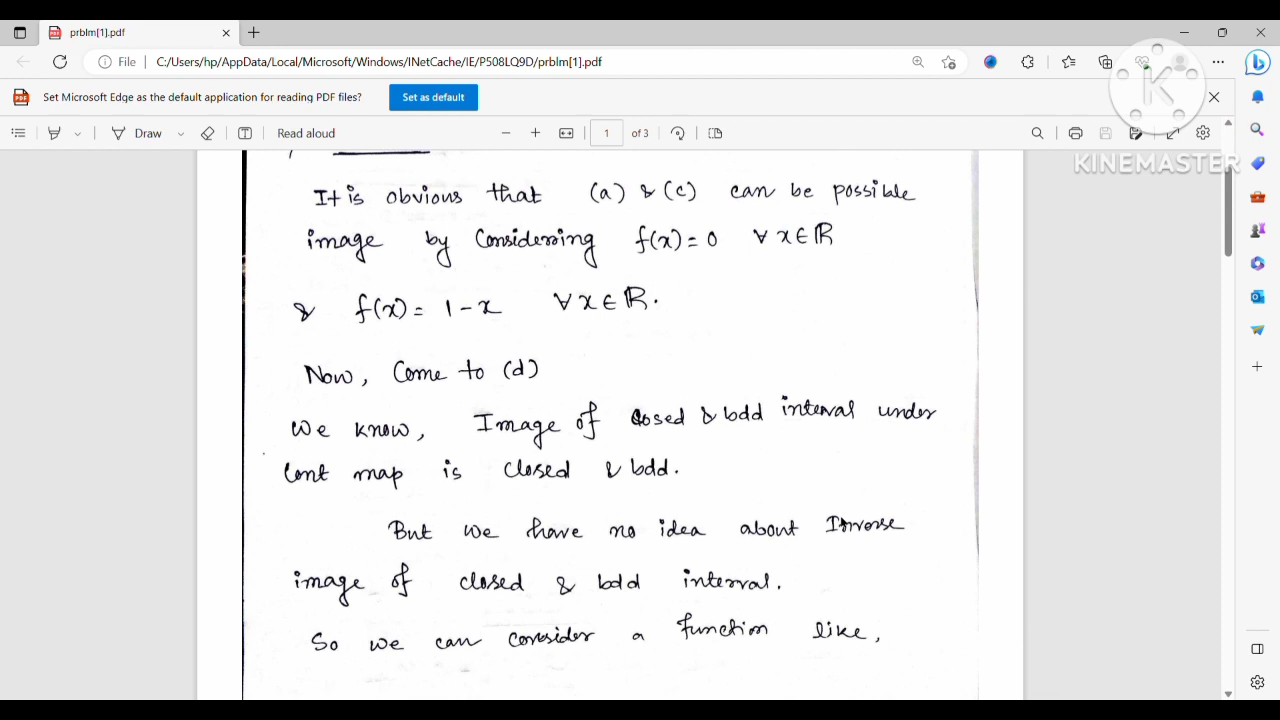 prblm[1].pdf
File C:/Users/hp/AppData/Local/Microsoft/Windows/INetCache/IE/P508LQ9D/prblm[1].pdf
Set Microsoft Edge as the default application for reading PDF files? Set as default
Draw Read aloud 1 of 3
KINEMASTER
It is obvious that (a) & (c) can be possible
image by considering f(x) = 0 ∀ x ∈ ℝ
& f(x) = 1 - x ∀ x ∈ ℝ.
Now, Come to (d)
We know, Image of closed & bdd interval under
Cont map is closed & bdd.
But we have no idea about Inverse
image of closed & bdd interval.
So we can consider a function like,